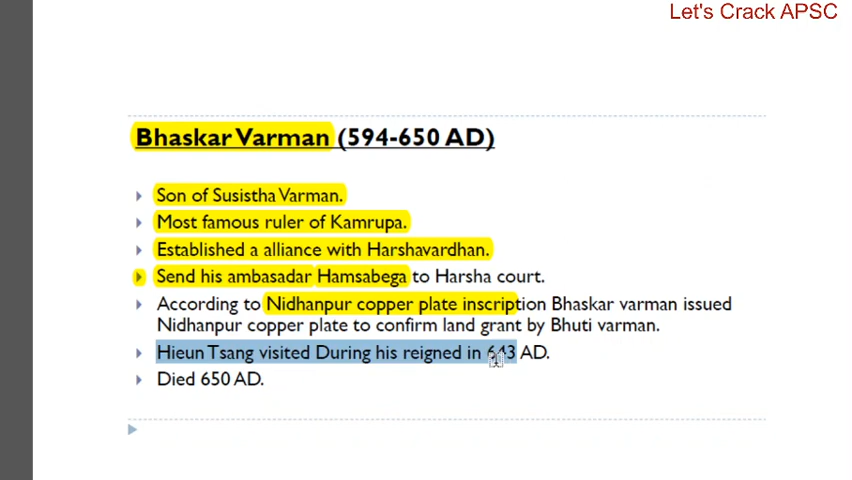 Let's Crack APSC
Bhaskar Varman (594-650 AD)
Son of Susistha Varman.
Most famous ruler of Kamrupa.
Established a alliance with Harshavardhan.
Send his ambasadar Hamsabega to Harsha court.
According to Nidhanpur copper plate inscription Bhaskar varman issued
Nidhanpur copper plate to confirm land grant by Bhuti varman.
Hieun Tsang visited During his reigned in 643 AD.
Died 650 AD.